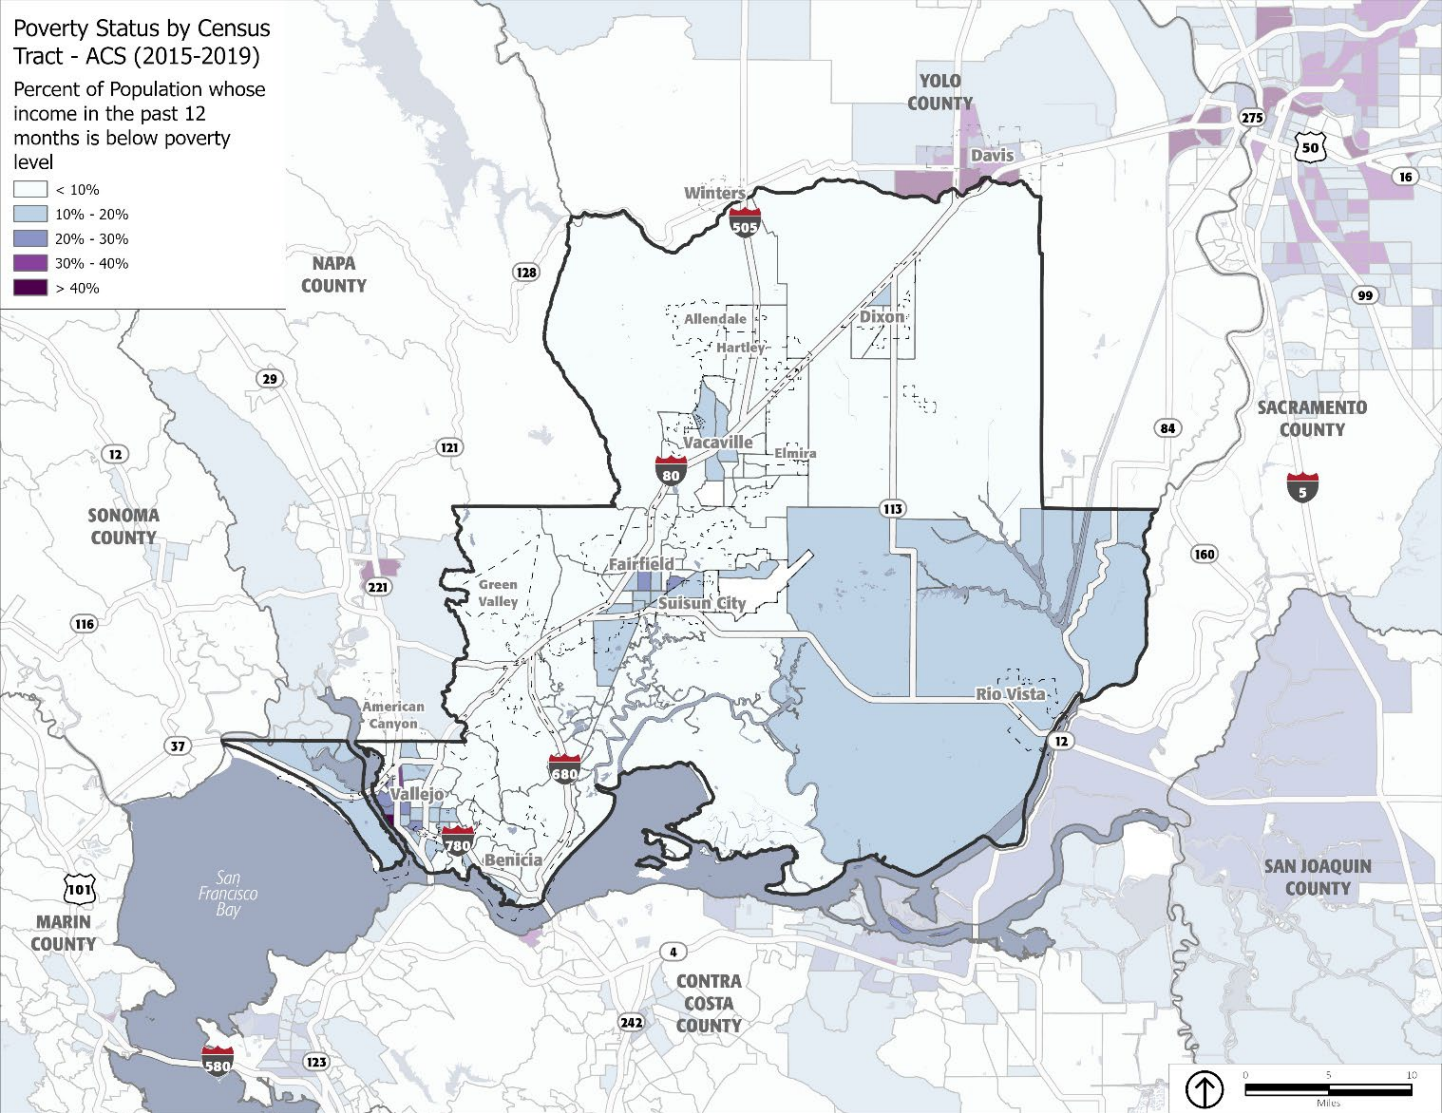 Poverty Status by Census
Tract - ACS (2015-2019)
Percent of Population whose
income in the past 12
months is below poverty
level
< 10%
10% - 20%
20% - 30%
30% - 40%
> 40%
YOLO
COUNTY
275
50
Davis
16
Winters
505
NAPA
COUNTY
128
99
Allendale
Dixon
Hartley
29
SACRAMENTO
COUNTY
84
121
Vacaville
12
Elmira
80
5
113
SONOMA
COUNTY
160
Fairfield
221
Green
Valley
Suisun City
116
Rio Vista
American
Canyon
37
12
680
Vallejo
780
Benicia
SAN JOAQUIN
COUNTY
San
Francisco
Bay
101
MARIN
COUNTY
4
CONTRA
COSTA
COUNTY
242
580
123
0 5 10
Miles